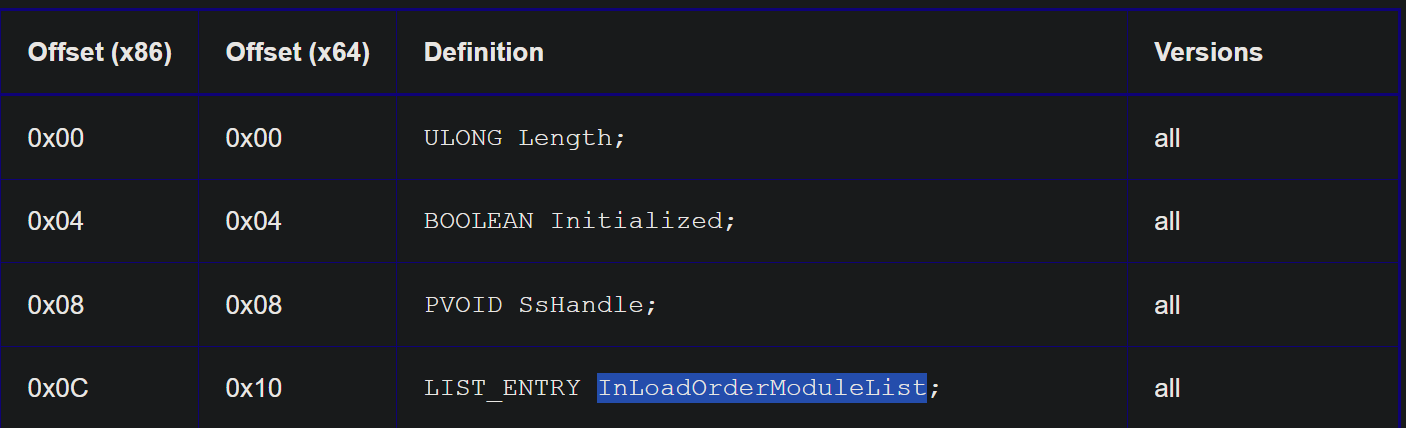 Offset (x86) Offset (x64) Definition Versions
0x00 0x00 ULONG Length; all
0x04 0x04 BOOLEAN Initialized; all
0x08 0x08 PVOID SsHandle; all
0x0C 0x10 LIST_ENTRY InLoadOrderModuleList; all